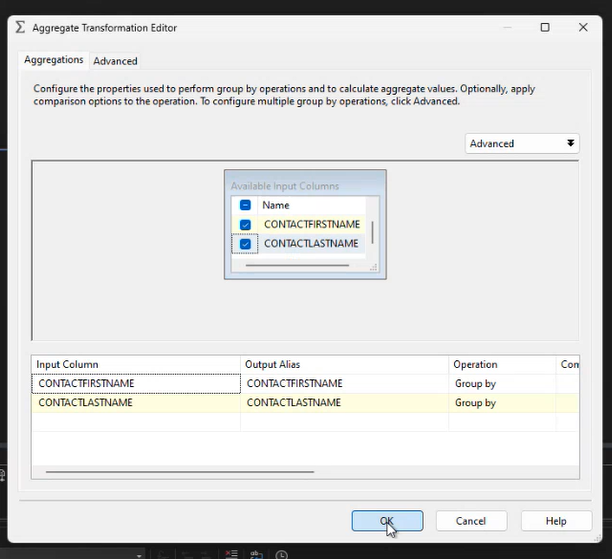 Aggregate Transformation Editor
Aggregations
Advanced
Configure the properties used to perform group by operations and to calculate aggregate values. Optionally, apply
comparison options to the operation. To configure multiple group by operations, click Advanced.
Advanced
Available Input Columns
Name
CONTACTFIRSTNAME
CONTACTLASTNAME
Input Column Output Alias Operation Com
CONTACTFIRSTNAME CONTACTFIRSTNAME Group by
CONTACTLASTNAME CONTACTLASTNAME Group by
OK Cancel Help